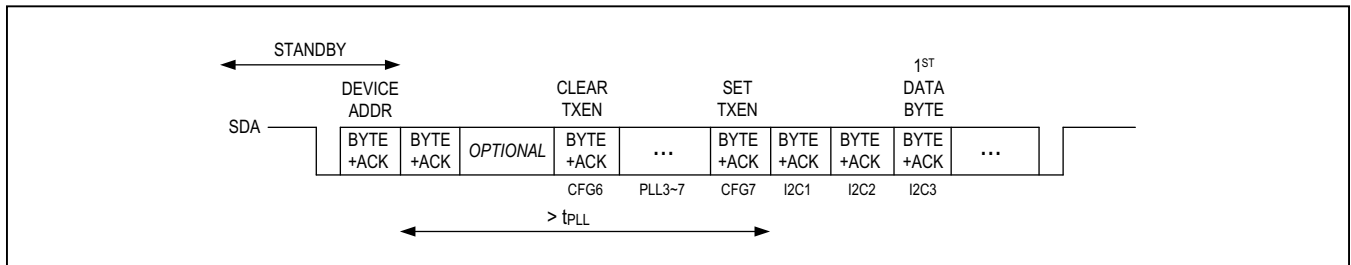 STANDBY
DEVICE
ADDR
CLEAR
TXEN
SET
TXEN
1ST
DATA
BYTE
SDA
BYTE
+ACK
BYTE
+ACK
OPTIONAL
BYTE
+ACK
...
BYTE
+ACK
BYTE
+ACK
BYTE
+ACK
BYTE
+ACK
...
CFG6
PLL3~7
CFG7
I2C1
I2C2
I2C3
> tPLL